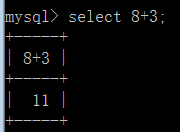 mysql> select 8+3;
+-----+
| 8+3 |
+-----+
|  11 |
+-----+